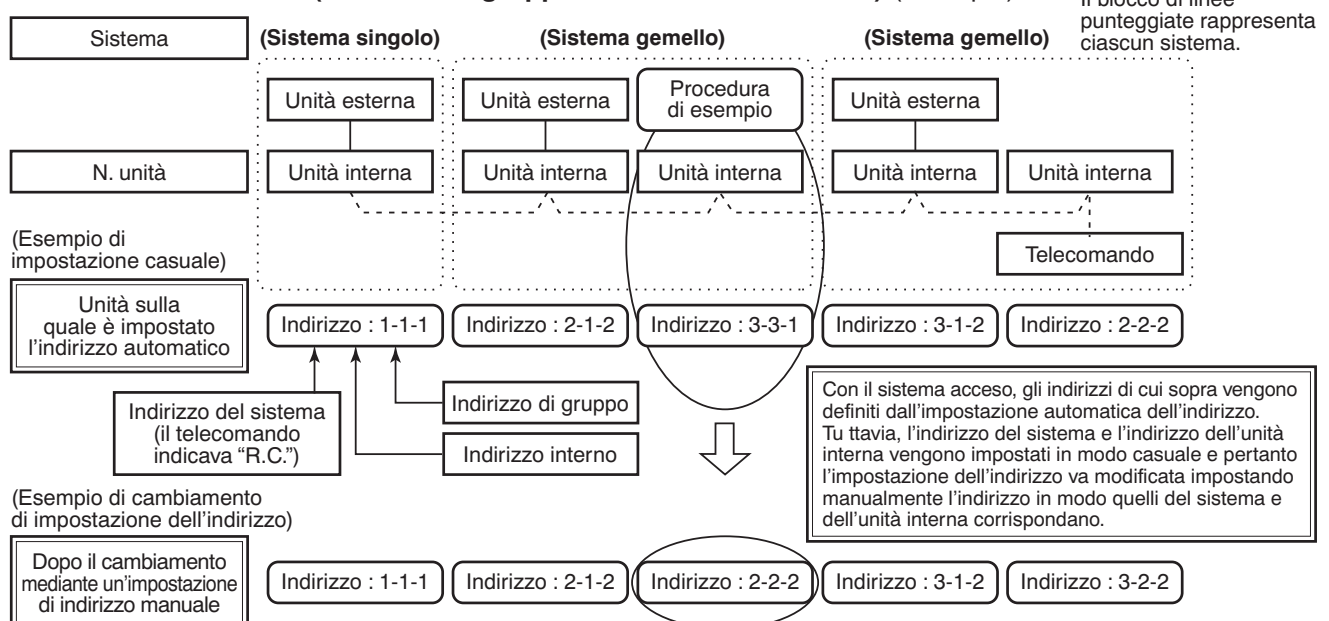 gruppo
Il blocco di linee
punteggiate rappresenta
ciascun sistema.
Sistema
(Sistema singolo)
(Sistema gemello)
(Sistema gemello)
Unità esterna
Unità esterna
Procedura
di esempio
Unità esterna
N. unità
Unità interna
Unità interna
Unità interna
Unità interna
Unità interna
Telecomando
(Esempio di
impostazione casuale)
Unità sulla
quale è impostato
l'indirizzo automatico
Indirizzo : 1-1-1
Indirizzo : 2-1-2
Indirizzo : 3-3-1
Indirizzo : 3-1-2
Indirizzo : 2-2-2
Indirizzo del sistema
(il telecomando
indicava “R.C.”)
Indirizzo di gruppo
Indirizzo interno
Con il sistema acceso, gli indirizzi di cui sopra vengono
definiti dall'impostazione automatica dell'indirizzo.
Tu ttavia, l'indirizzo del sistema e l'indirizzo dell'unità
interna vengono impostati in modo casuale e pertanto
l'impostazione dell'indirizzo va modificata impostando
manualmente l'indirizzo in modo quelli del sistema e
dell'unità interna corrispondano.
(Esempio di cambiamento
di impostazione dell'indirizzo)
Dopo il cambiamento
mediante un'impostazione
di indirizzo manuale
Indirizzo : 1-1-1
Indirizzo : 2-1-2
Indirizzo : 2-2-2
Indirizzo : 3-1-2
Indirizzo : 3-2-2